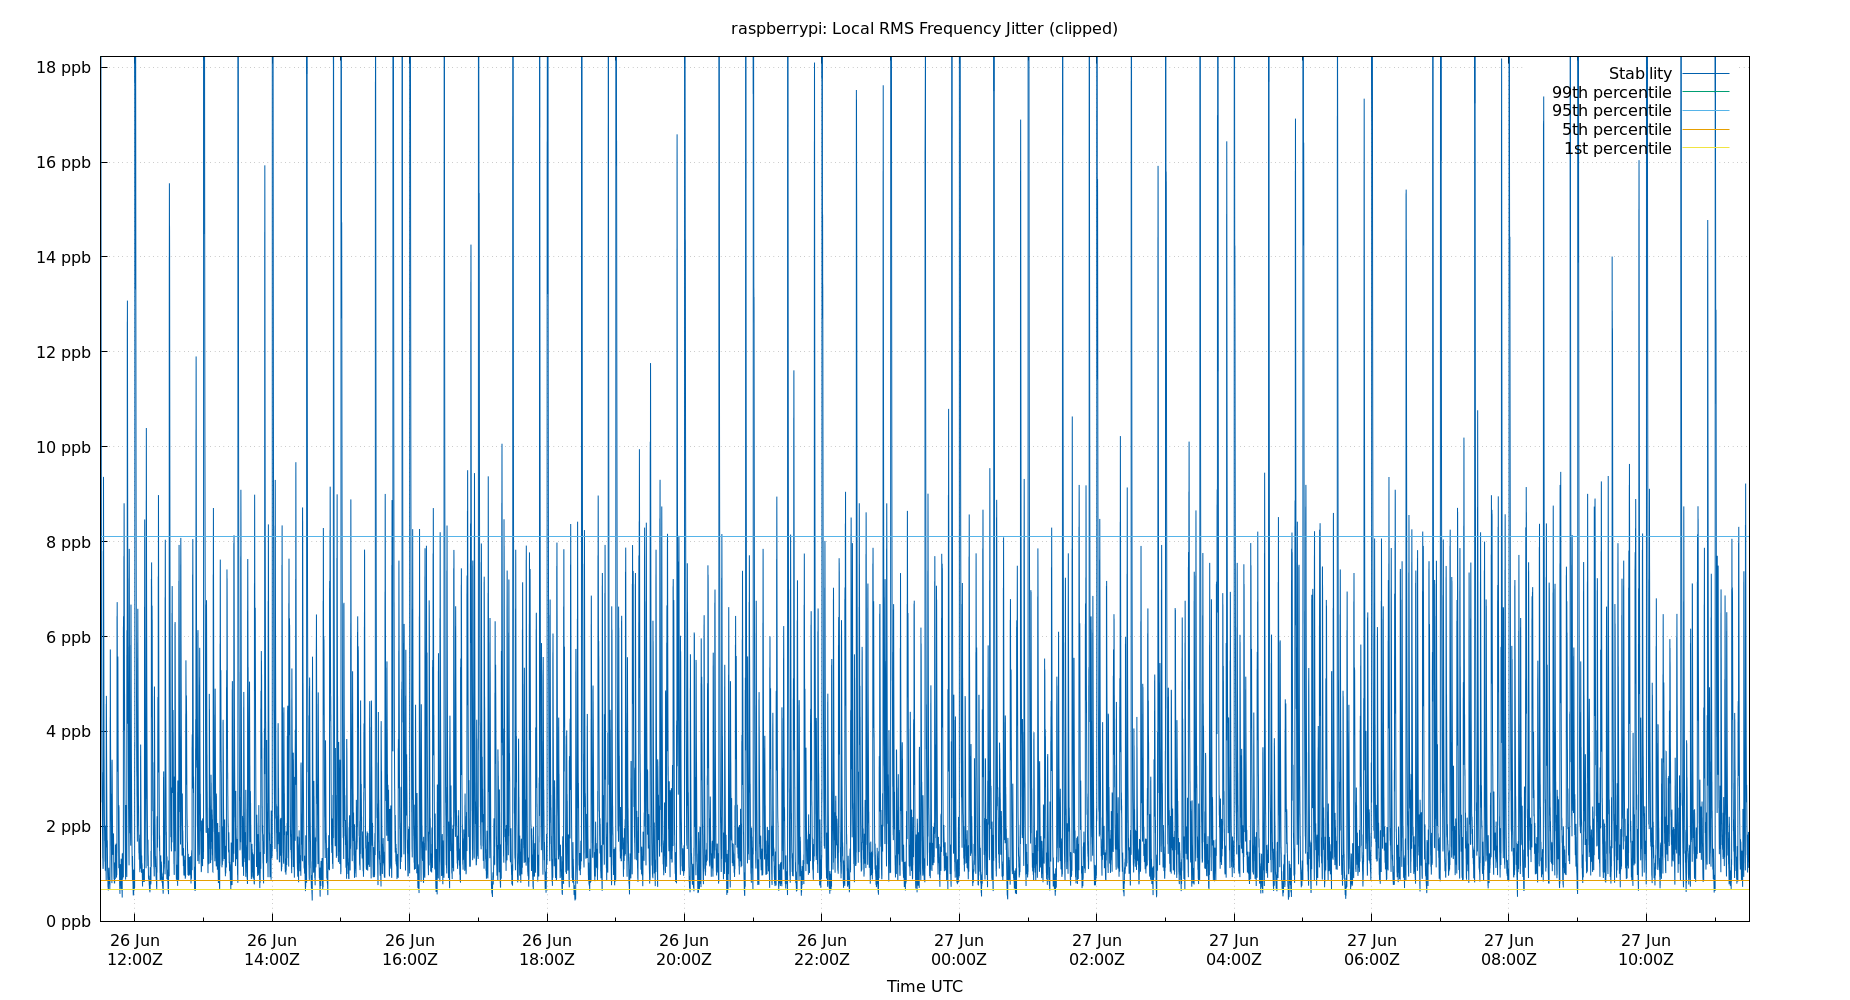 raspberrypi: Local RMS Frequency Jitter (clipped)
18 ppb
16 ppb
14 ppb
12 ppb
10 ppb
8 ppb
6 ppb
4 ppb
2 ppb
0 ppb
Stability
99th percentile
95th percentile
5th percentile
1st percentile
26 Jun 26 Jun 26 Jun 26 Jun 26 Jun 26 Jun 27 Jun 27 Jun 27 Jun 27 Jun 27 Jun 27 Jun
12:00Z 14:00Z 16:00Z 18:00Z 20:00Z 22:00Z 00:00Z 02:00Z 04:00Z 06:00Z 08:00Z 10:00Z
Time UTC